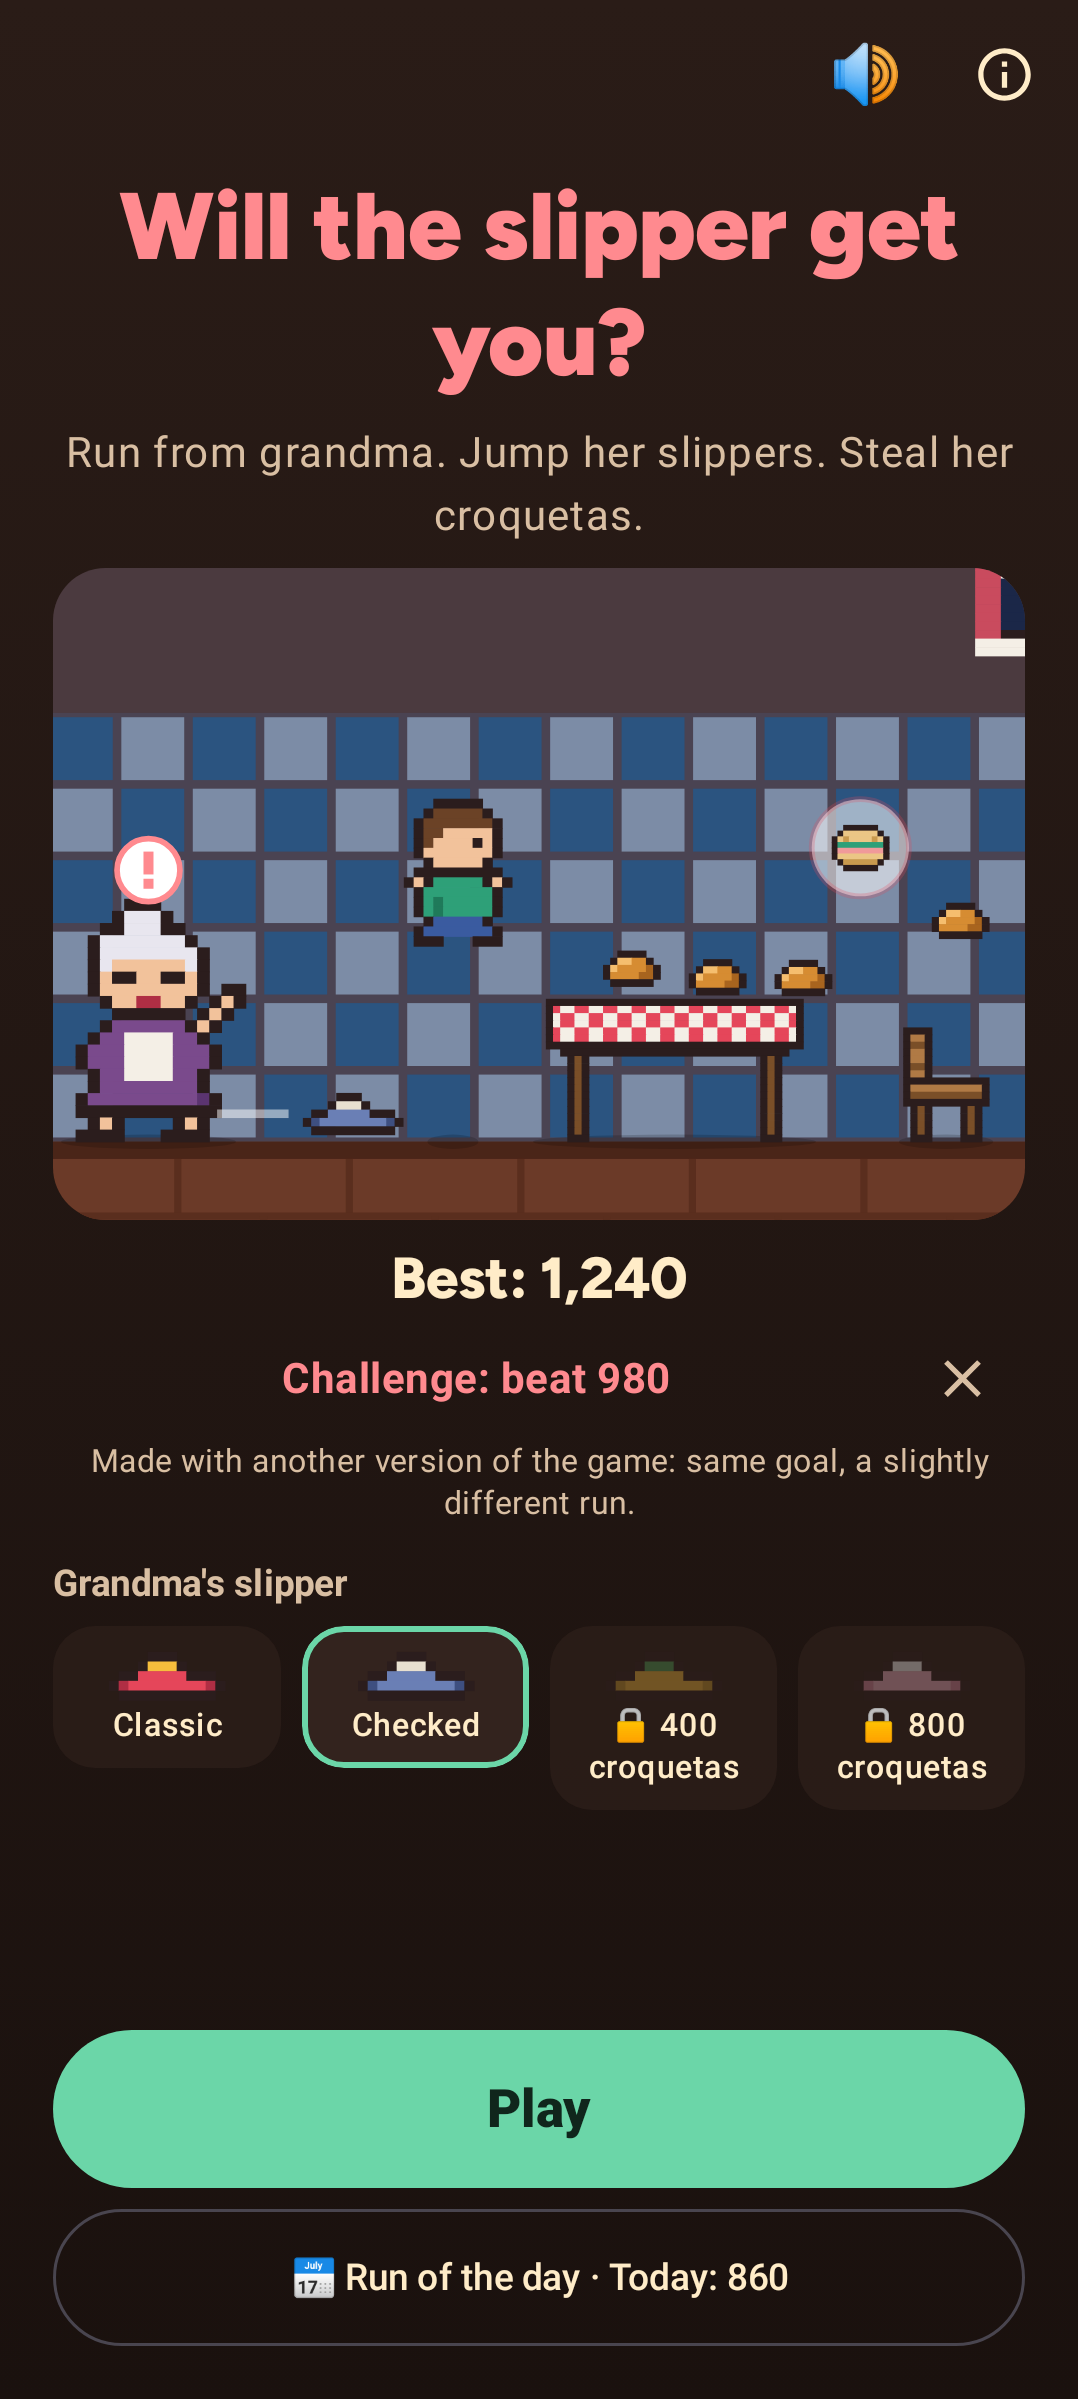 Will the slipper get
you?
Run from grandma. Jump her slippers. Steal her
croquetas.
Best: 1,240
Challenge: beat 980
Made with another version of the game: same goal, a slightly
different run.
Grandma's slipper
Classic
Checked
🔒 400
croquetas
🔒 800
croquetas
Play
📅 Run of the day · Today: 860